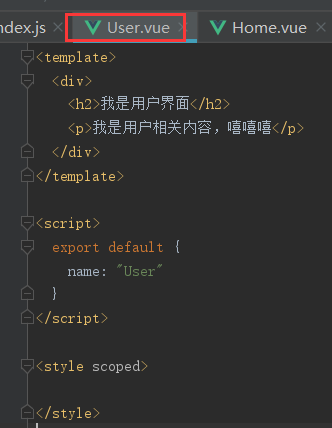 ndex.js
User.vue
Home.vue
<template>
<div>
<h2>我是用户界面</h2>
<p>我是用户相关内容，嘻嘻嘻</p>
</div>
</template>
<script>
export default {
name: "User"
}
</script>
<style scoped>
</style>